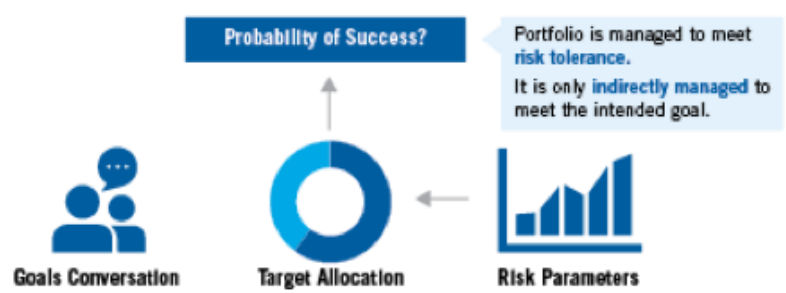 Probability of Success?
Portfolio is managed to meet
risk tolerance.
It is only indirectly managed to
meet the intended goal.
Goals Conversation
Target Allocation
Risk Parameters